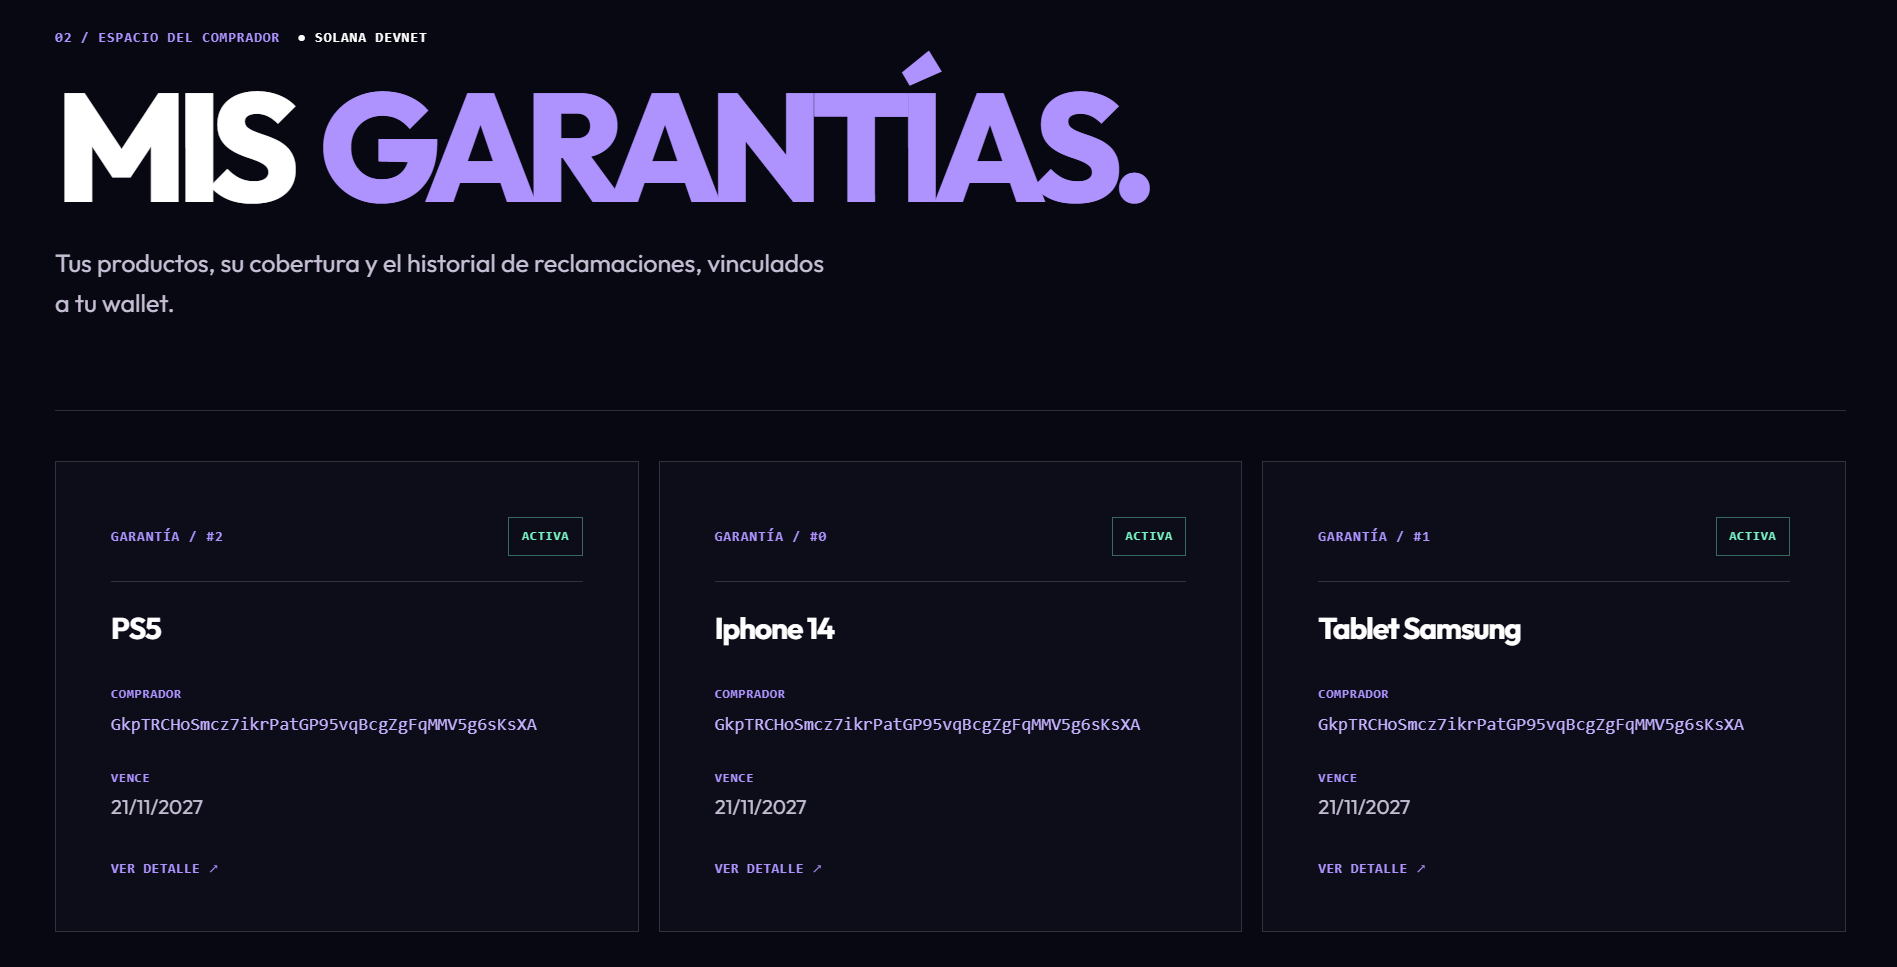 02 / ESPACIO DEL COMPRADOR ● SOLANA DEVNET
MIS GARANTÍAS.
Tus productos, su cobertura y el historial de reclamaciones, vinculados
a tu wallet.
GARANTÍA / #2
ACTIVA
PS5
COMPRADOR
GkpTRCHoSmcz7ikrPatGP95vqBcgZgFqMMV5g6sKsXA
VENCE
21/11/2027
VER DETALLE ↗
GARANTÍA / #0
ACTIVA
Iphone 14
COMPRADOR
GkpTRCHoSmcz7ikrPatGP95vqBcgZgFqMMV5g6sKsXA
VENCE
21/11/2027
VER DETALLE ↗
GARANTÍA / #1
ACTIVA
Tablet Samsung
COMPRADOR
GkpTRCHoSmcz7ikrPatGP95vqBcgZgFqMMV5g6sKsXA
VENCE
21/11/2027
VER DETALLE ↗